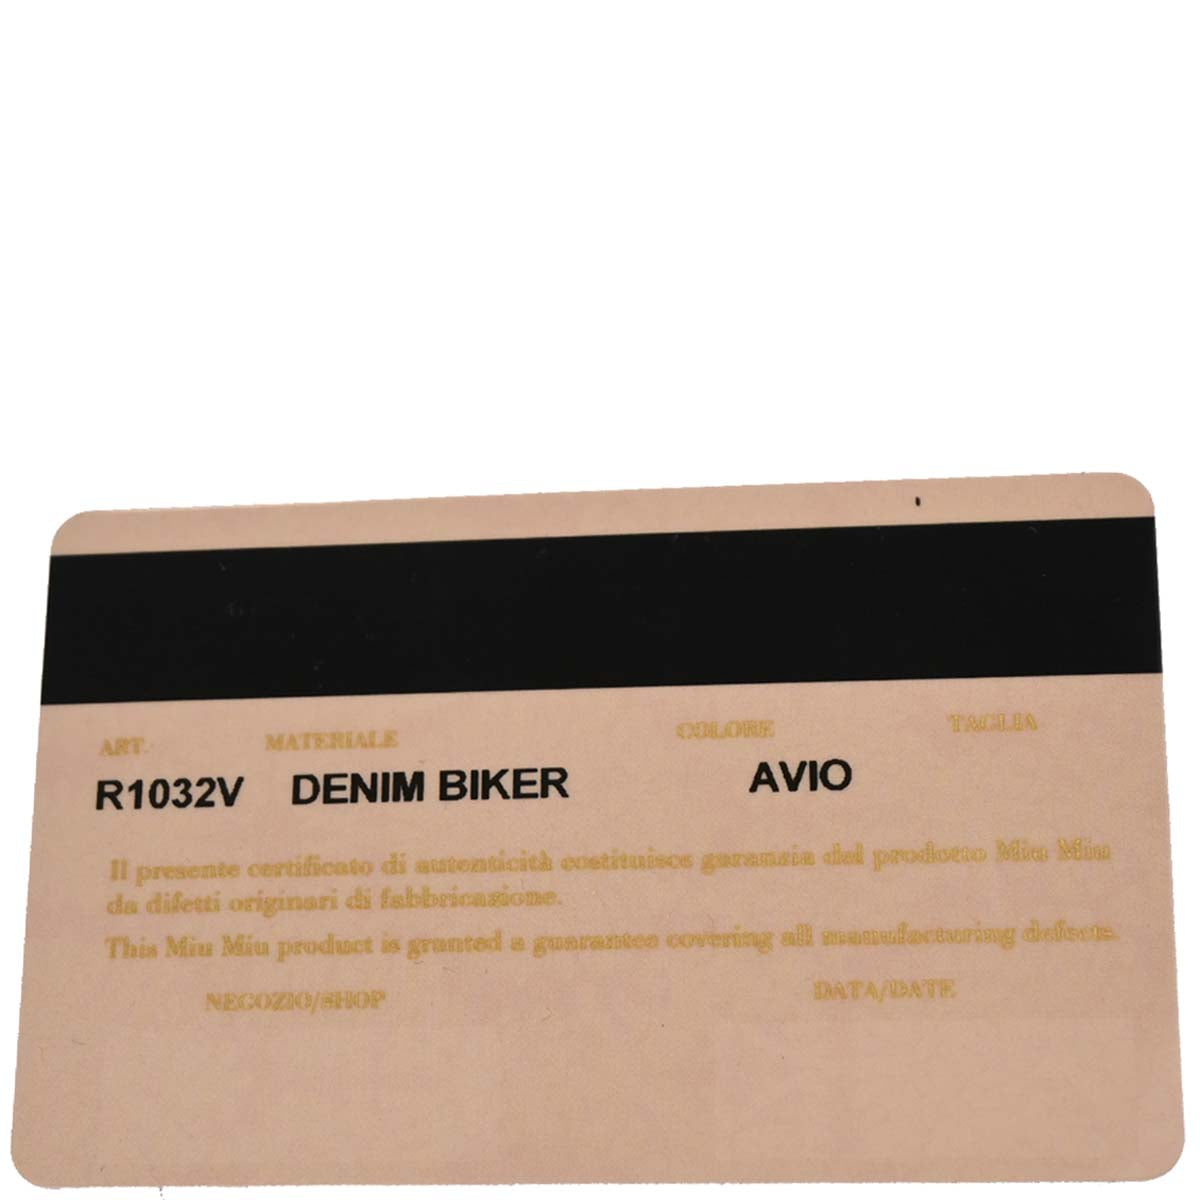 ART. MATERIALE COLORE TAGLIA
R1032V DENIM BIKER AVIO
Il presente certificato di autenticità costituisce garanzia del prodotto Miu Miu
da difetti originari di fabbricazione.
This Miu Miu product is granted a guarantee covering all manufacturing defects.
NEGOZIO/SHOP DATA/DATE